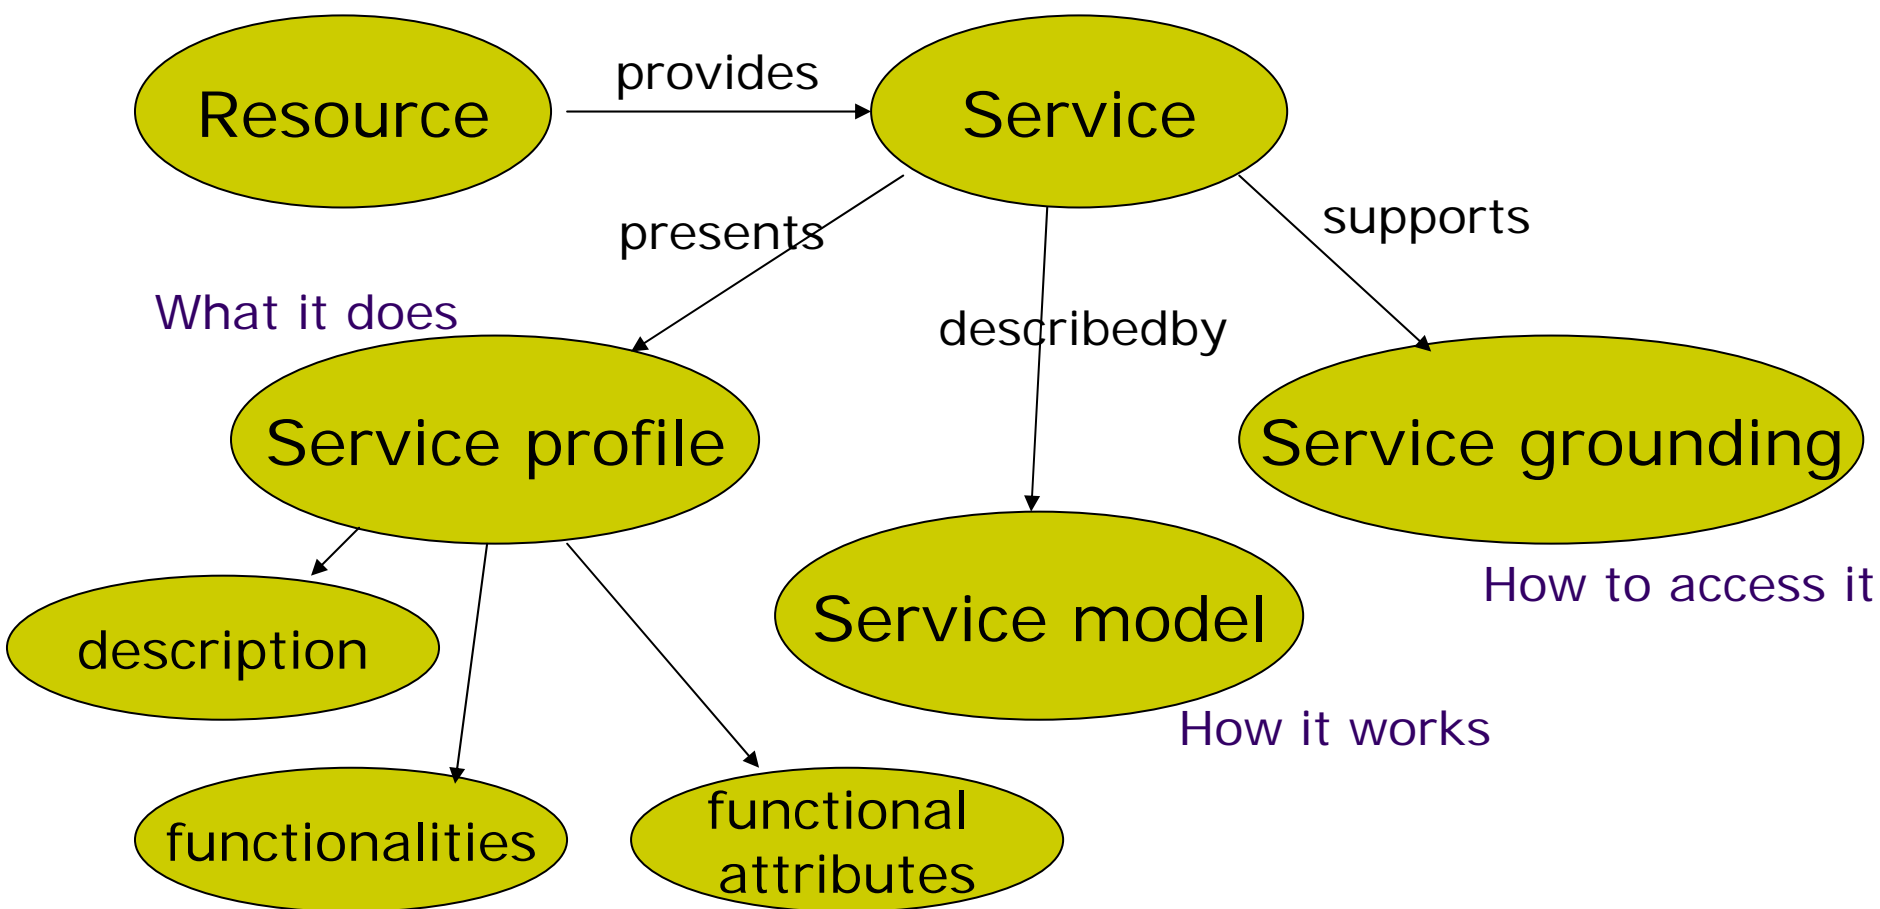 Resource
provides
Service
presents
supports
What it does
describedby
Service profile
Service grounding
How to access it
Service model
description
How it works
functionalities
functional
attributes